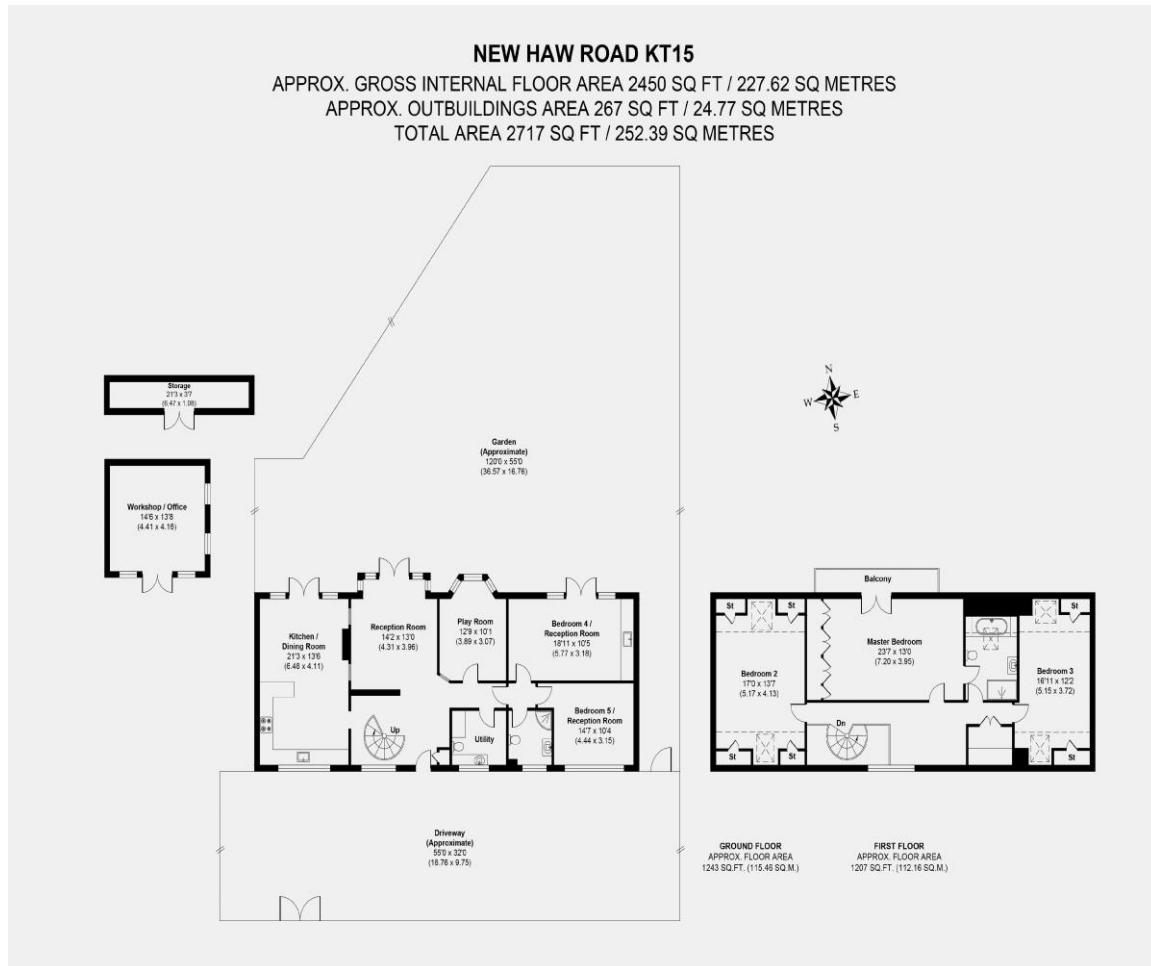 NEW HAW ROAD KT15
APPROX. GROSS INTERNAL FLOOR AREA 2450 SQ FT / 227.62 SQ METRES
APPROX. OUTBUILDINGS AREA 267 SQ FT / 24.77 SQ METRES
TOTAL AREA 2717 SQ FT / 252.39 SQ METRES
Storage
21'3 x 3'7
(6.47 x 1.08)
N
W
E
S
Garden
(Approximate)
120'0 x 55'0
(36.57 x 16.76)
Workshop / Office
14'6 x 13'8
(4.41 x 4.16)
Kitchen /
Dining Room
21'3 x 13'6
(6.48 x 4.11)
Reception Room
14'2 x 13'0
(4.31 x 3.96)
Play Room
12'9 x 10'1
(3.89 x 3.07)
Bedroom 4 /
Reception Room
18'11 x 10'5
(5.77 x 3.18)
Bedroom 5 /
Reception Room
14'7 x 10'4
(4.44 x 3.15)
Up
Utility
Balcony
St
St
St
Master Bedroom
23'7 x 13'0
(7.20 x 3.95)
Bedroom 2
17'0 x 13'7
(5.17 x 4.13)
Bedroom 3
16'11 x 12'2
(5.15 x 3.72)
Dn
St
St
St
Driveway
(Approximate)
55'0 x 32'0
(16.76 x 9.75)
GROUND FLOOR
APPROX. FLOOR AREA
1243 SQ.FT. (115.46 SQ.M.)
FIRST FLOOR
APPROX. FLOOR AREA
1207 SQ.FT. (112.16 SQ.M.)